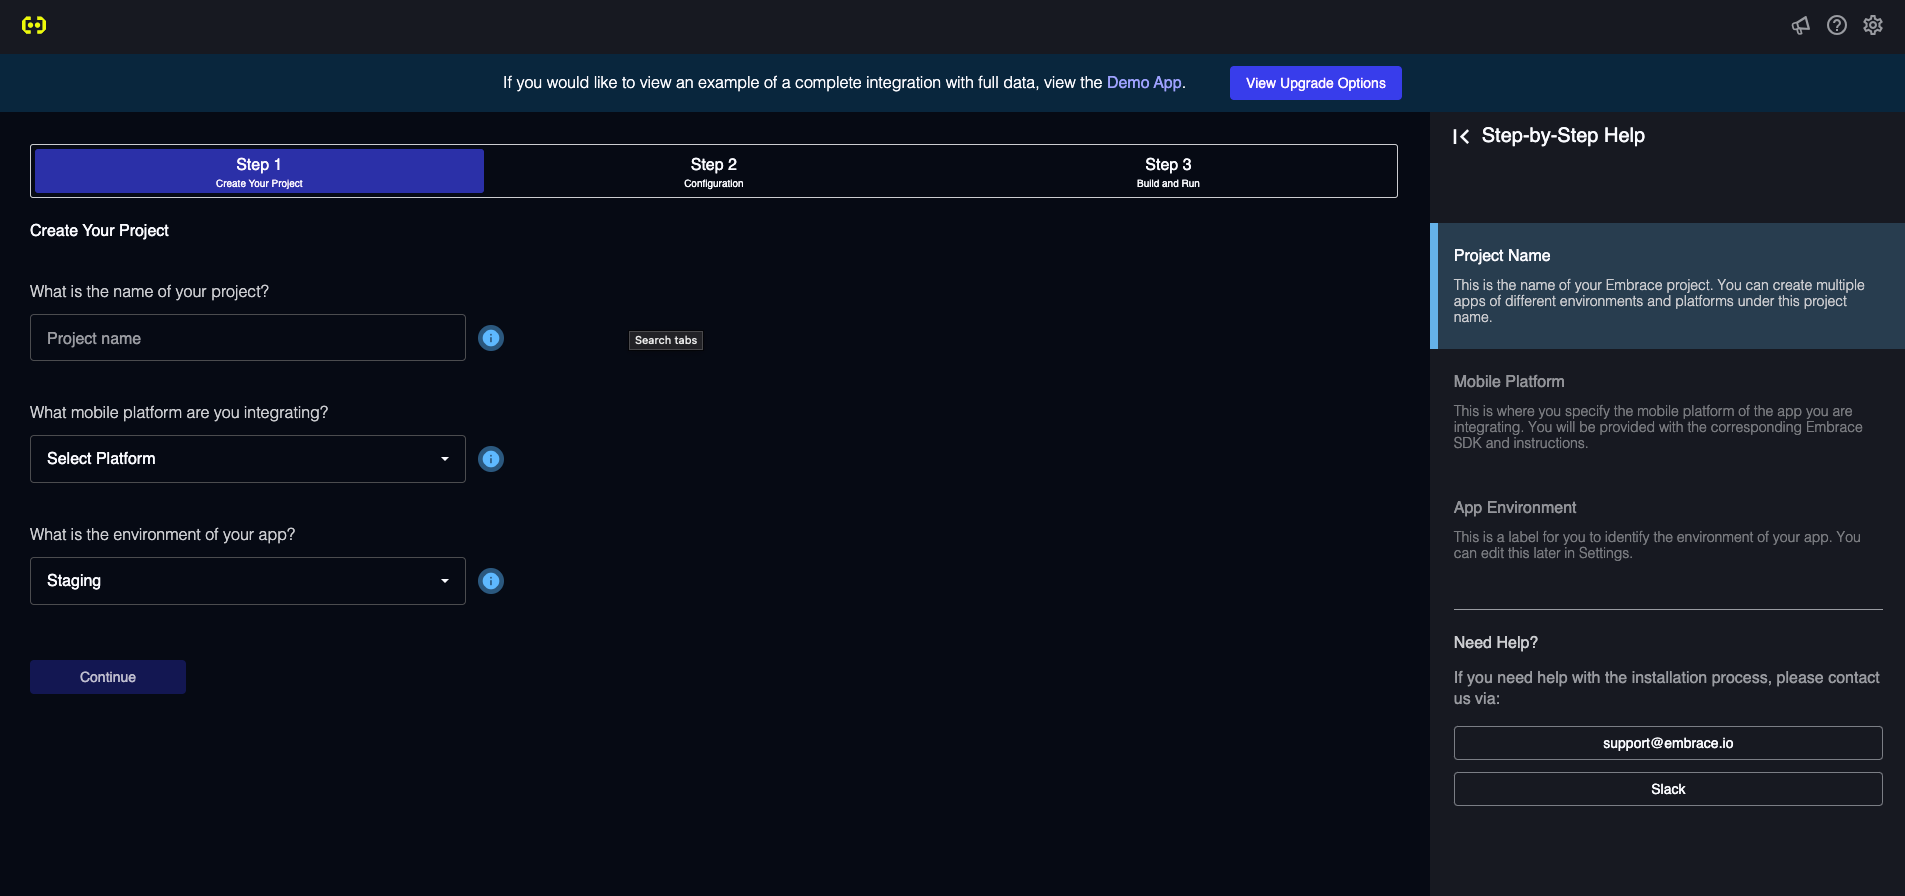 If you would like to view an example of a complete integration with full data, view the Demo App.
View Upgrade Options
Step 1
Create Your Project
Step 2
Configuration
Step 3
Build and Run
Create Your Project
What is the name of your project?
Project name
Search tabs
What mobile platform are you integrating?
Select Platform
What is the environment of your app?
Staging
Continue
Step-by-Step Help
Project Name
This is the name of your Embrace project. You can create multiple
apps of different environments and platforms under this project
name.
Mobile Platform
This is where you specify the mobile platform of the app you are
integrating. You will be provided with the corresponding Embrace
SDK and instructions.
App Environment
This is a label for you to identify the environment of your app. You
can edit this later in Settings.
Need Help?
If you need help with the installation process, please contact
us via:
support@embrace.io
Slack